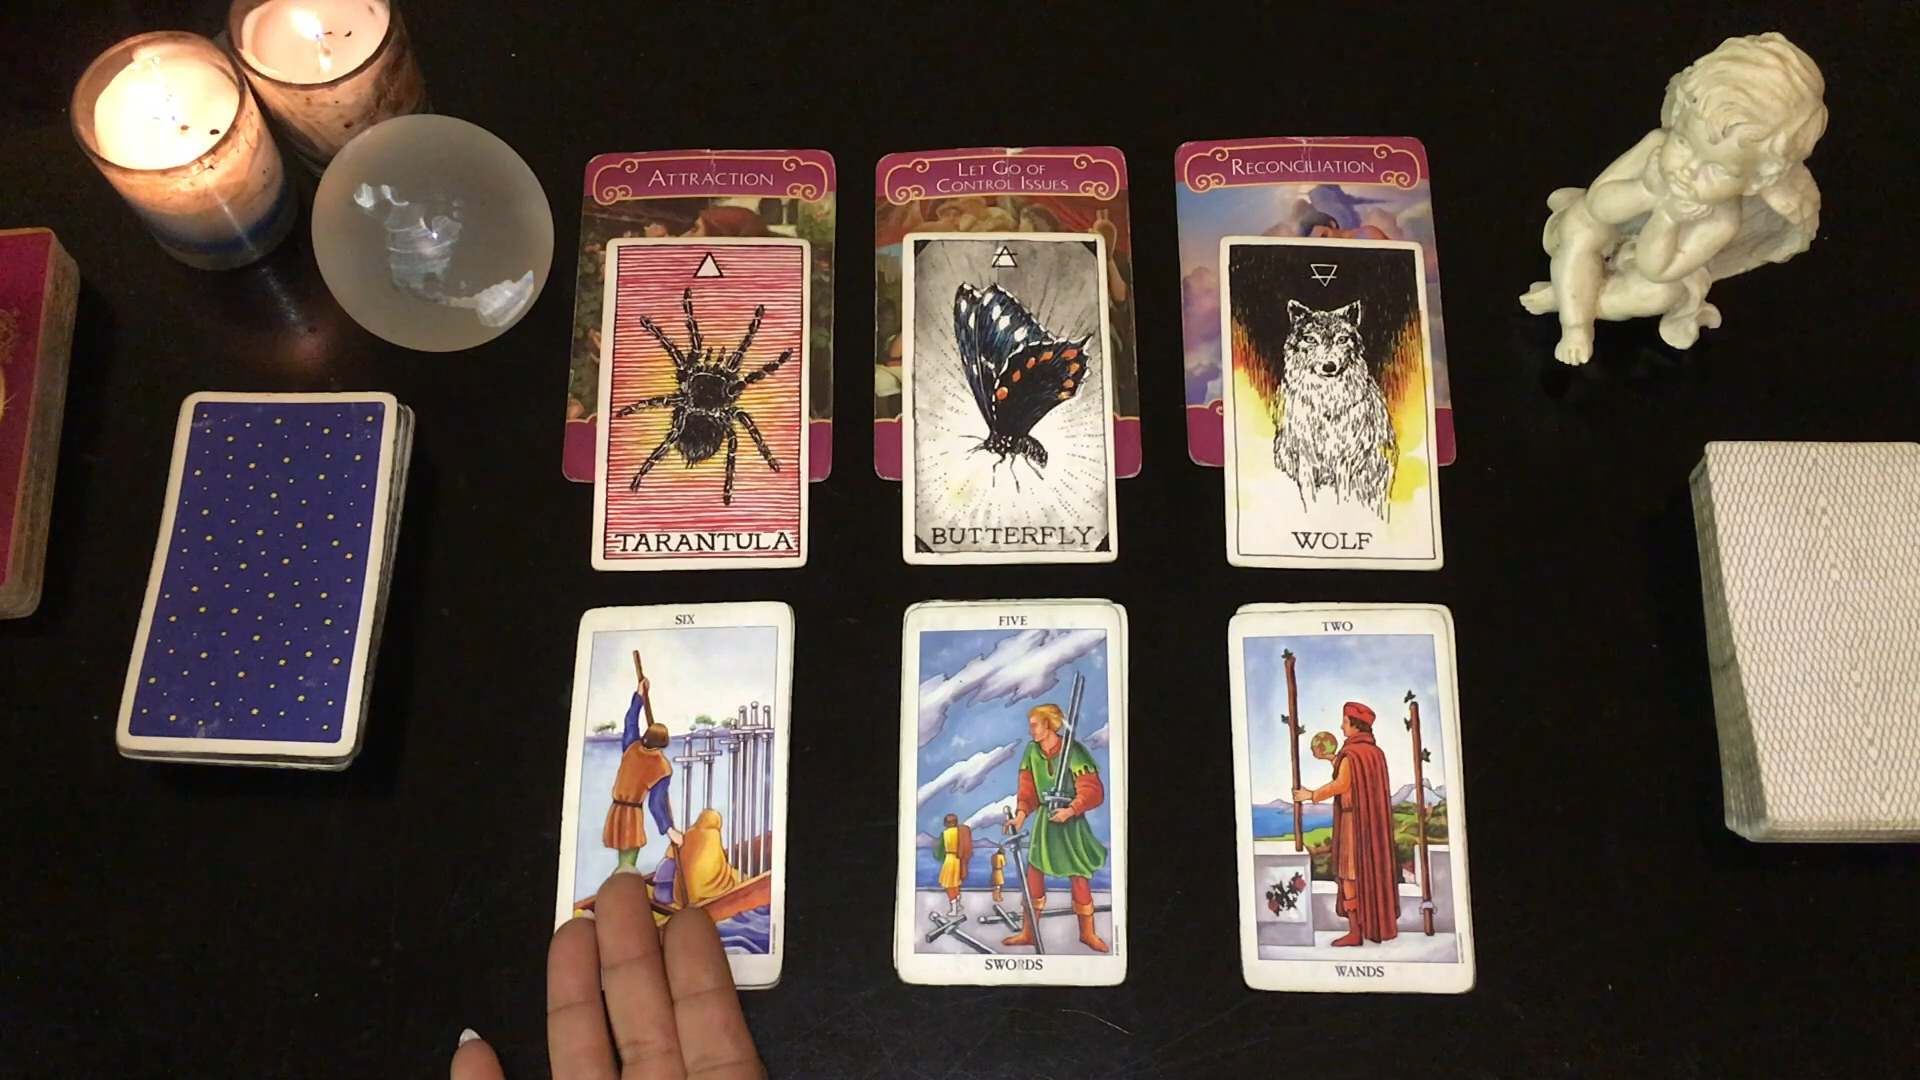 ATTRACTION
LET GO OF
CONTROL ISSUES
RECONCILIATION
TARANTULA
BUTTERFLY
WOLF
SIX
FIVE
TWO
SWORDS
WANDS